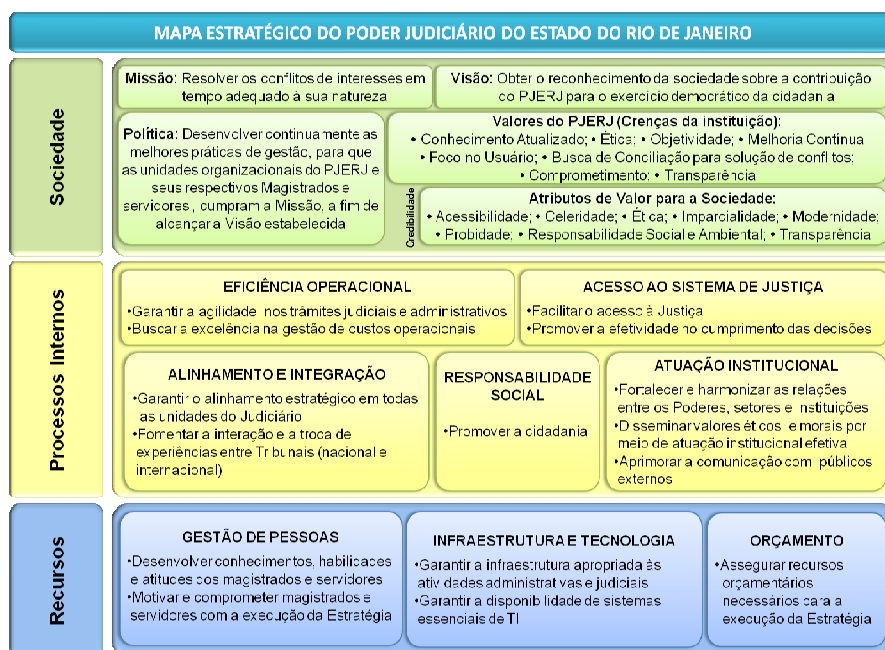 MAPA ESTRATÉGICO DO PODER JUDICIÁRIO DO ESTADO DO RIO DE JANEIRO
Sociedade
Missão: Resolver os conflitos de interesses em
tempo adequado à sua natureza
Visão: Obter o reconhecimento da sociedade sobre a contribuição
do PJERJ para o exercício democrático da cidadania
Política: Desenvolver continuamente as
melhores práticas de gestão, para que
as unidades organizacionais do PJERJ e
seus respectivos Magistrados e
servidores, cumpram a Missão, a fim de
alcançar a Visão estabelecida
Valores do PJERJ (Crenças da instituição):
• Conhecimento Atualizado; • Ética; • Objetividade; • Melhoria Contínua
• Foco no Usuário; • Busca de Conciliação para solução de conflitos;
• Comprometimento; • Transparência
Credibilidade
Atributos de Valor para a Sociedade:
• Acessibilidade; • Celeridade; • Ética; • Imparcialidade; • Modernidade;
• Probidade; • Responsabilidade Social e Ambiental; • Transparência
Processos Internos
EFICIÊNCIA OPERACIONAL
•Garantir a agilidade nos trâmites judiciais e administrativos
•Buscar a excelência na gestão de custos operacionais
ACESSO AO SISTEMA DE JUSTIÇA
•Facilitar o acesso à Justiça
•Promover a efetividade no cumprimento das decisões
ALINHAMENTO E INTEGRAÇÃO
•Garantir o alinhamento estratégico em todas
as unidades do Judiciário
•Fomentar a interação e a troca de
experiências entre Tribunais (nacional e
internacional)
RESPONSABILIDADE
SOCIAL
•Promover a cidadania
ATUAÇÃO INSTITUCIONAL
•Fortalecer e harmonizar as relações
entre os Poderes, setores e instituições
•Disseminar valores éticos e morais por
meio de atuação institucional efetiva
•Aprimorar a comunicação com públicos
externos
Recursos
GESTÃO DE PESSOAS
•Desenvolver conhecimentos, habilidades
e atitudes dos magistrados e servidores
•Motivar e comprometer magistrados e
servidores com a execução da Estratégia
INFRAESTRUTURA E TECNOLOGIA
•Garantir a infraestrutura apropriada às
atividades administrativas e judiciais
•Garantir a disponibilidade de sistemas
essenciais de TI
ORÇAMENTO
•Assegurar recursos
orçamentários
necessários para a
execução da Estratégia